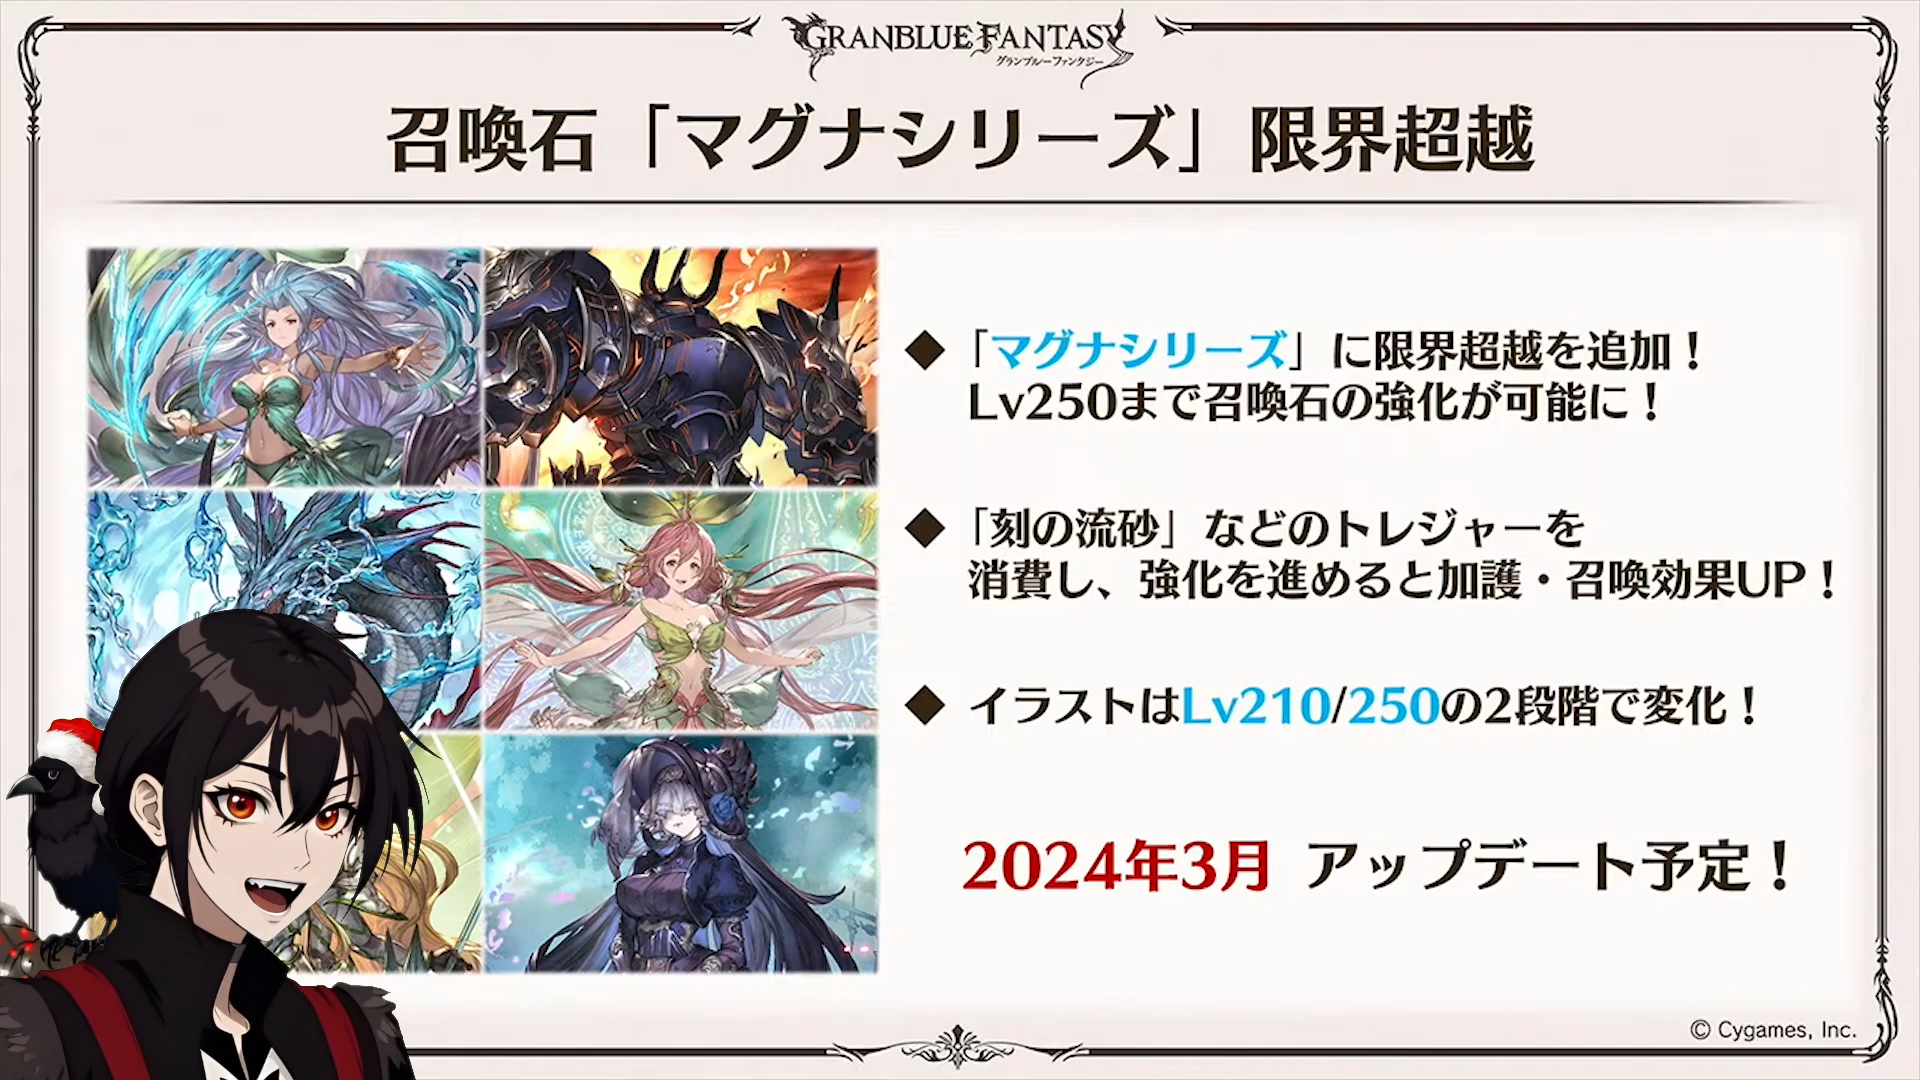 GRANBLUE FANTASY
グランブルーファンタジー
召喚石「マグナシリーズ」限界超越
◆「マグナシリーズ」に限界超越を追加！
Lv250まで召喚石の強化が可能に！
◆「刻の流砂」などのトレジャーを
消費し、強化を進めると加護・召喚効果UP！
◆イラストはLv210/250の2段階で変化！
2024年3月 アップデート予定！
© Cygames, Inc.